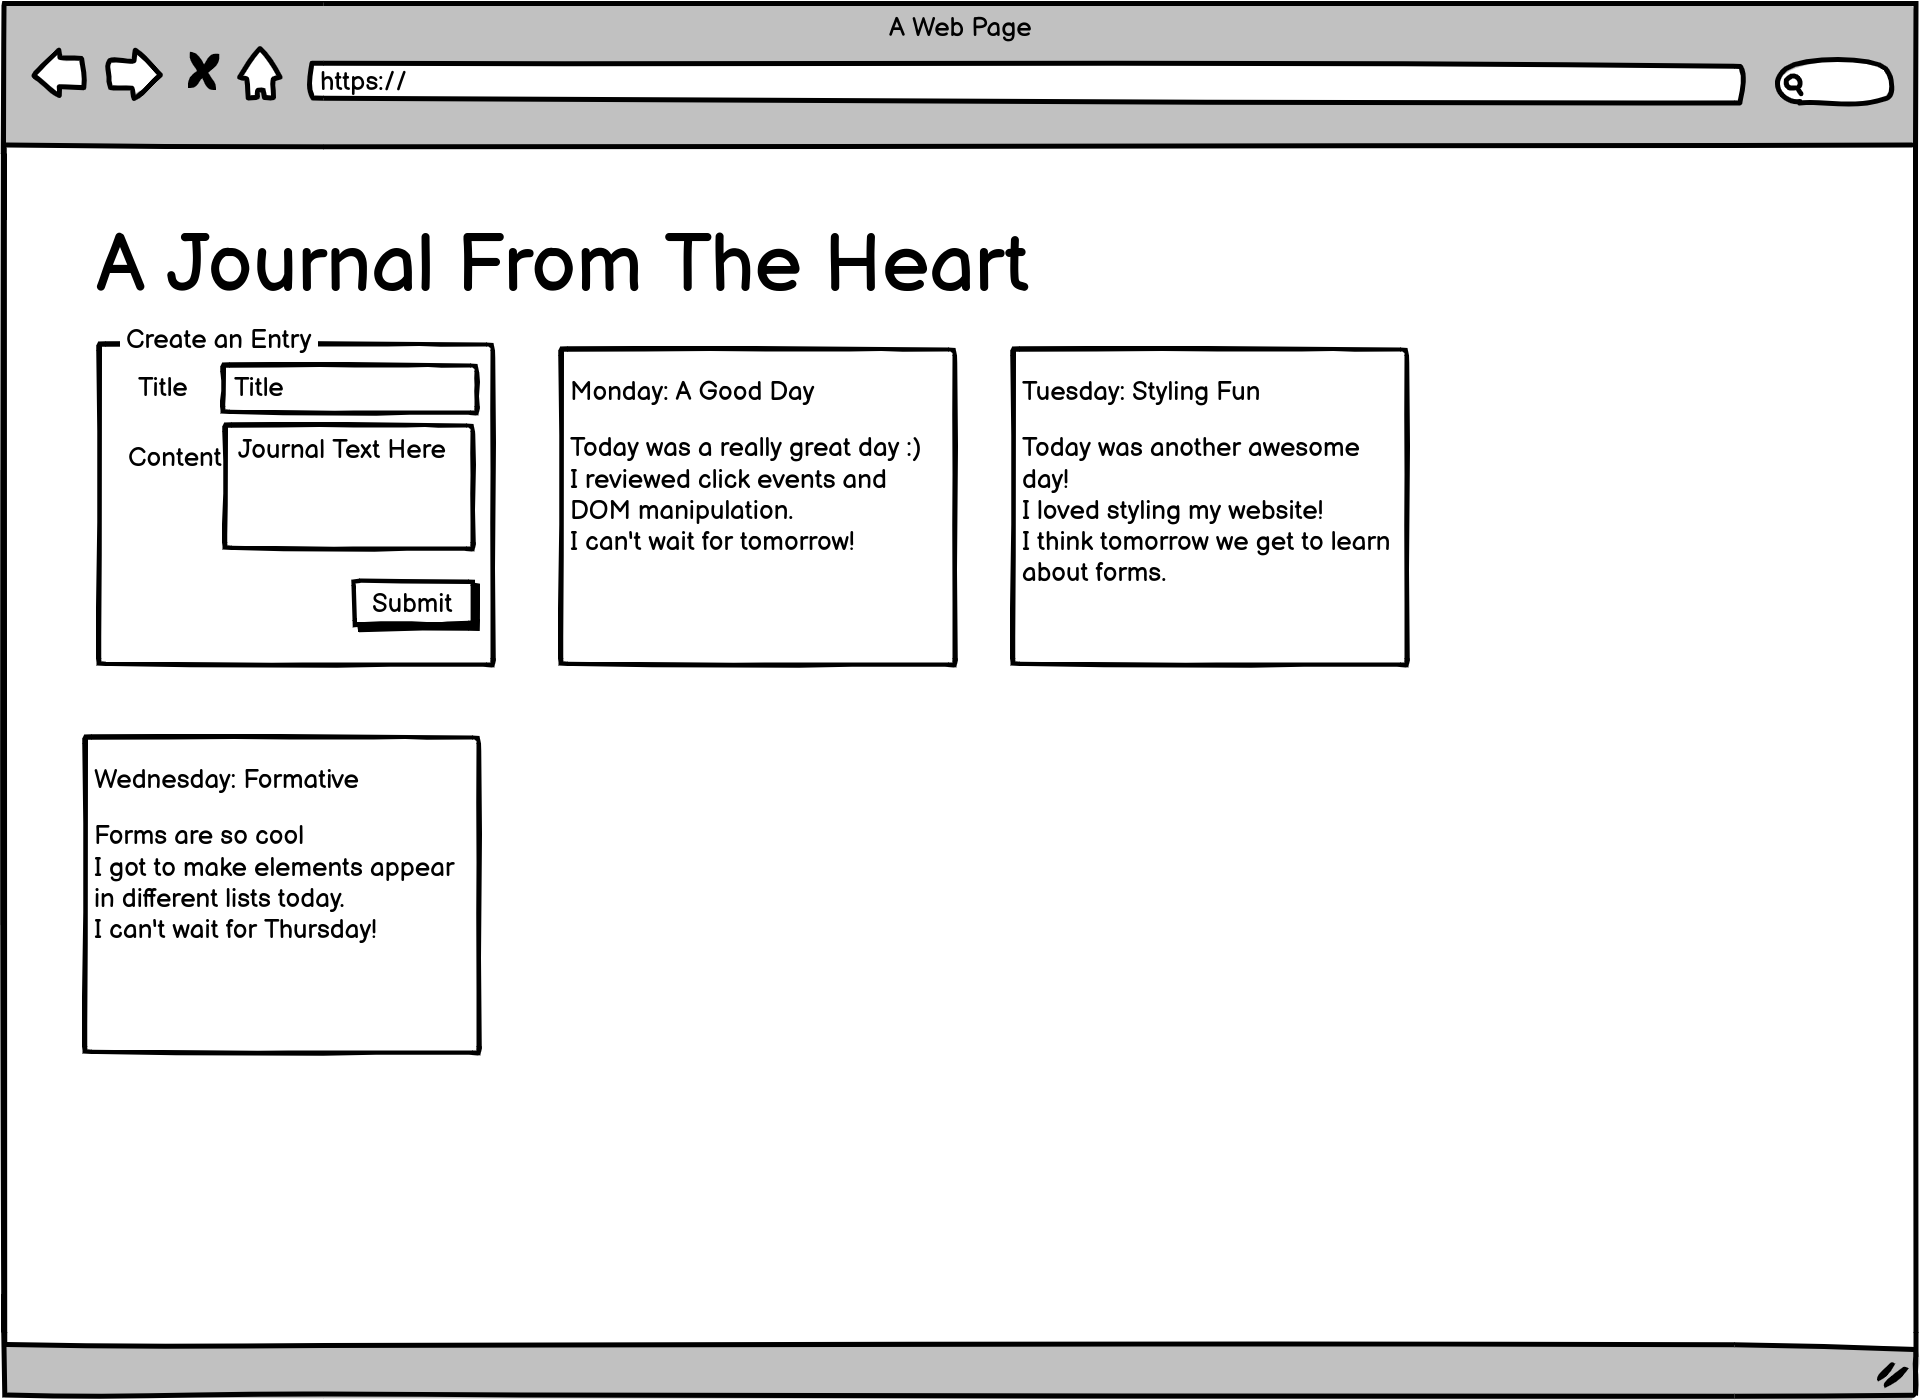 A Web Page
https://
A Journal From The Heart
Create an Entry
Title
Title
Content
Journal Text Here
Submit
Monday: A Good Day
Today was a really great day :)
I reviewed click events and
DOM manipulation.
I can't wait for tomorrow!
Tuesday: Styling Fun
Today was another awesome
day!
I loved styling my website!
I think tomorrow we get to learn
about forms.
Wednesday: Formative
Forms are so cool
I got to make elements appear
in different lists today.
I can't wait for Thursday!